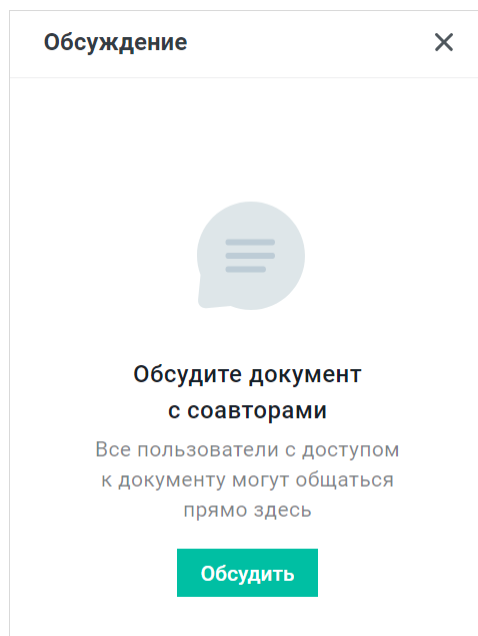 Обсуждение
Обсудите документ
с соавторами
Все пользователи с доступом
к документу могут общаться
прямо здесь
Обсудить